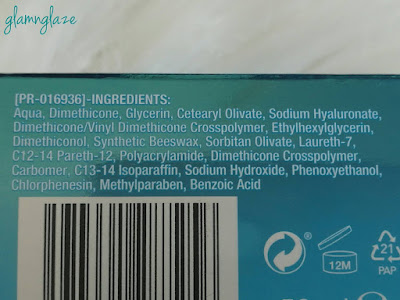 glamnglaze
[PR-016936]-INGREDIENTS:
Aqua, Dimethicone, Glycerin, Cetearyl Olivate, Sodium Hyaluronate,
Dimethicone/Vinyl Dimethicone Crosspolymer, Ethylhexylglycerin,
Dimethiconol, Synthetic Beeswax, Sorbitan Olivate, Laureth-7,
C12-14 Pareth-12, Polyacrylamide, Dimethicone Crosspolymer,
Carbomer, C13-14 Isoparaffin, Sodium Hydroxide, Phenoxyethanol,
Chlorphenesin, Methylparaben, Benzoic Acid
12M
21
PAP